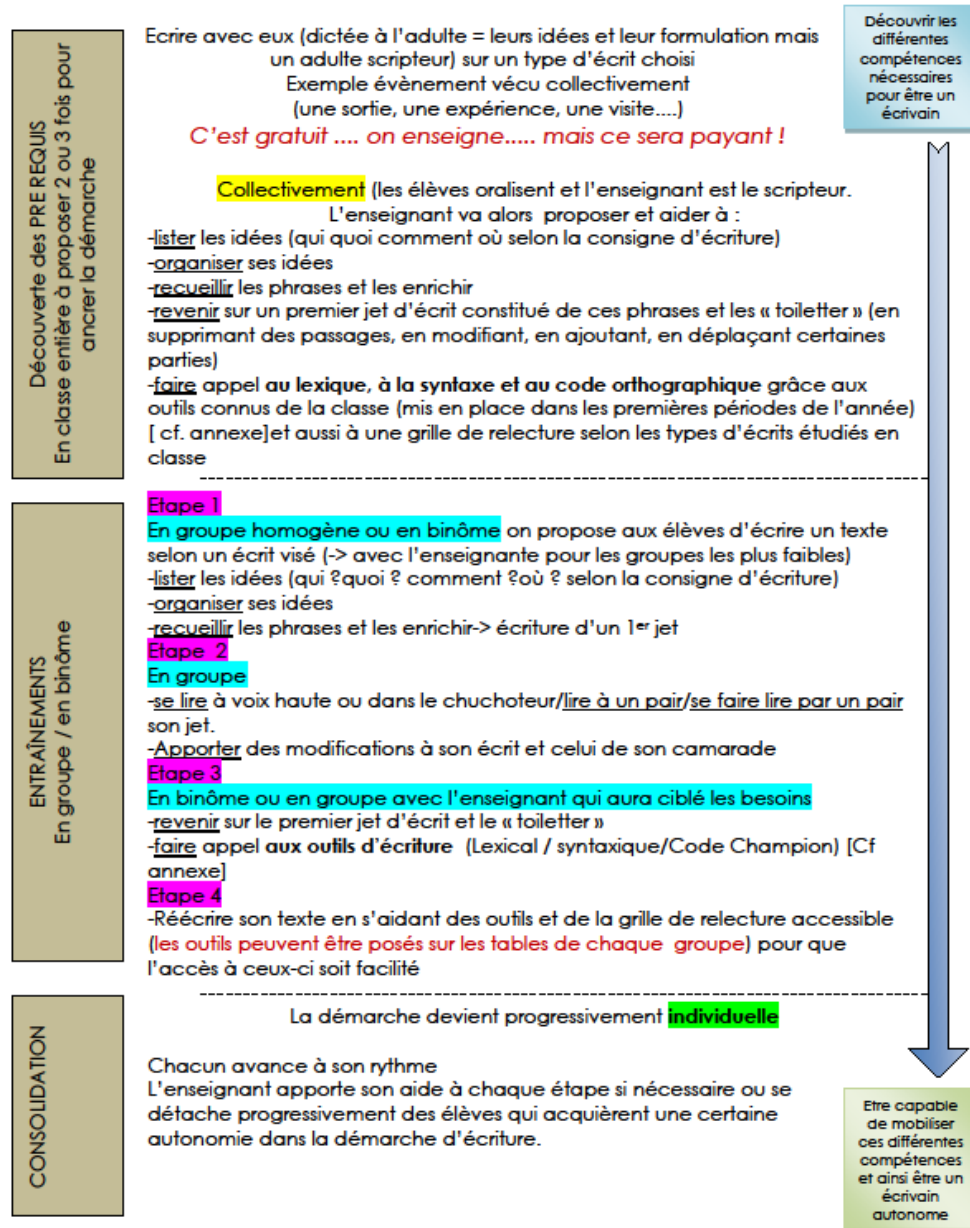 Découverte des PRE REQUIS
En classe entière à proposer 2 ou 3 fois pour
ancrer la démarche
Ecrire avec eux (dictée à l'adulte = leurs idées et leur formulation mais
un adulte scripteur) sur un type d'écrit choisi
Exemple évènement vécu collectivement
(une sortie, une expérience, une visite....)
C'est gratuit .... on enseigne..... mais ce sera payant !
Collectivement (les élèves oralisent et l'enseignant est le scripteur.
L'enseignant va alors proposer et aider à :
-lister les idées (qui quoi comment où selon la consigne d'écriture)
-organiser ses idées
-recueillir les phrases et les enrichir
-revenir sur un premier jet d'écrit constitué de ces phrases et les « toiletter » (en
supprimant des passages, en modifiant, en ajoutant, en déplaçant certaines
parties)
-faire appel au lexique, à la syntaxe et au code orthographique grâce aux
outils connus de la classe (mis en place dans les premières périodes de l'année)
[ cf. annexe]et aussi à une grille de relecture selon les types d'écrits étudiés en
classe
Découvrir les
différentes
compétences
nécessaires
pour être un
écrivain
ENTRAÎNEMENTS
En groupe / en binôme
Etape 1
En groupe homogène ou en binôme on propose aux élèves d'écrire un texte
selon un écrit visé (-> avec l'enseignante pour les groupes les plus faibles)
-lister les idées (qui ?quoi ? comment ?où ? selon la consigne d'écriture)
-organiser ses idées
-recueillir les phrases et les enrichir-> écriture d'un 1er jet
Etape 2
En groupe
-se lire à voix haute ou dans le chuchoteur/lire à un pair/se faire lire par un pair
son jet.
-Apporter des modifications à son écrit et celui de son camarade
Etape 3
En binôme ou en groupe avec l'enseignant qui aura ciblé les besoins
-revenir sur le premier jet d'écrit et le « toiletter »
-faire appel aux outils d'écriture (Lexical / syntaxique/Code Champion) [Cf
annexe]
Etape 4
-Réécrire son texte en s'aidant des outils et de la grille de relecture accessible
(les outils peuvent être posés sur les tables de chaque groupe) pour que
l'accès à ceux-ci soit facilité
CONSOLIDATION
La démarche devient progressivement individuelle
Chacun avance à son rythme
L'enseignant apporte son aide à chaque étape si nécessaire ou se
détache progressivement des élèves qui acquièrent une certaine
autonomie dans la démarche d'écriture.
Etre capable
de mobiliser
ces différentes
compétences
et ainsi être un
écrivain
autonome